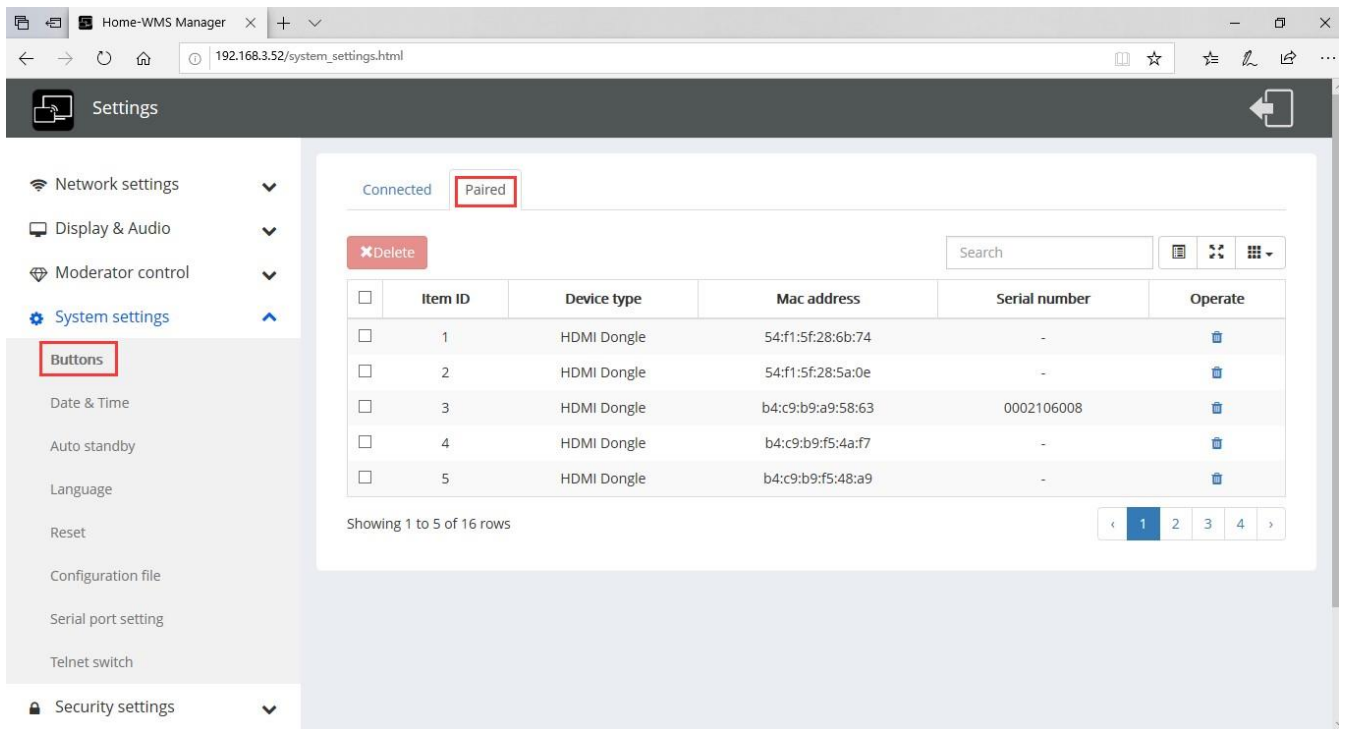 Home-WMS Manager
192.168.3.52/system_settings.html
Settings
Network settings
Display & Audio
Moderator control
System settings
Buttons
Date & Time
Auto standby
Language
Reset
Configuration file
Serial port setting
Telnet switch
Security settings
Connected Paired
Delete Search
Item ID Device type Mac address Serial number Operate
1 HDMI Dongle 54:f1:5f:28:6b:74 -
2 HDMI Dongle 54:f1:5f:28:5a:0e -
3 HDMI Dongle b4:c9:b9:a9:58:63 0002106008
4 HDMI Dongle b4:c9:b9:f5:4a:f7 -
5 HDMI Dongle b4:c9:b9:f5:48:a9 -
Showing 1 to 5 of 16 rows ‹ 1 2 3 4 ›